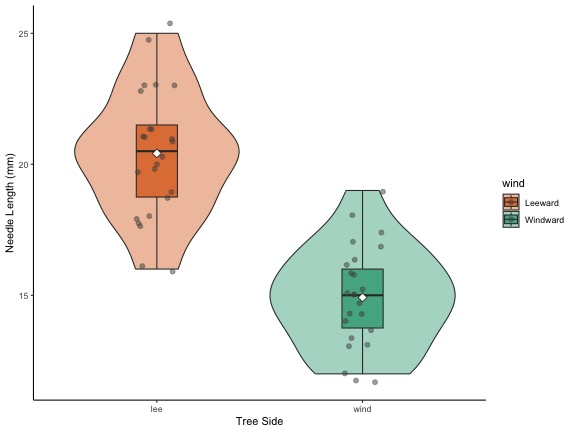 25
20
15
Needle Length (mm)
lee
wind
Tree Side
wind
Leeward
Windward